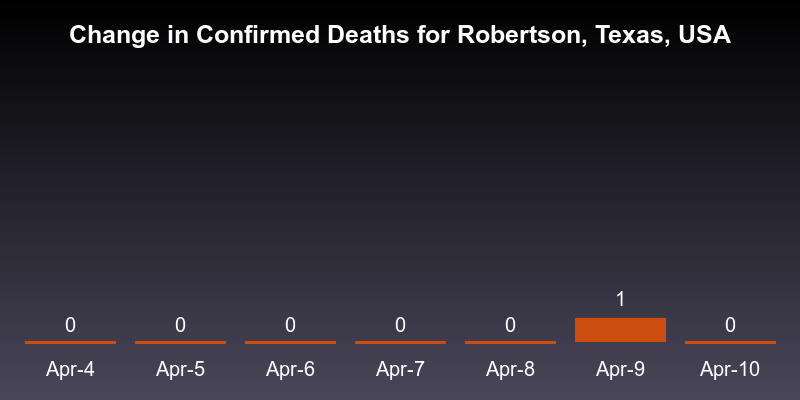 Change in Confirmed Deaths for Robertson, Texas, USA
0 0 0 0 0 1 0
Apr-4 Apr-5 Apr-6 Apr-7 Apr-8 Apr-9 Apr-10